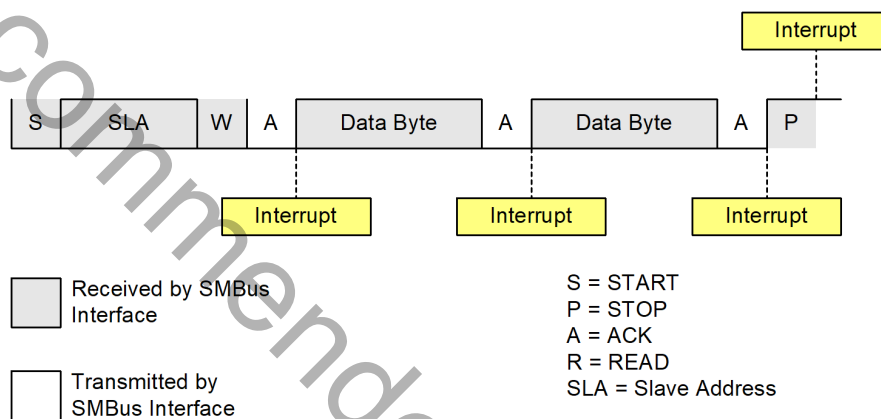 Interrupt
S SLA W A Data Byte A Data Byte A P
Interrupt Interrupt Interrupt
Received by SMBus
Interface
Transmitted by
SMBus Interface
S = START
P = STOP
A = ACK
R = READ
SLA = Slave Address
commende